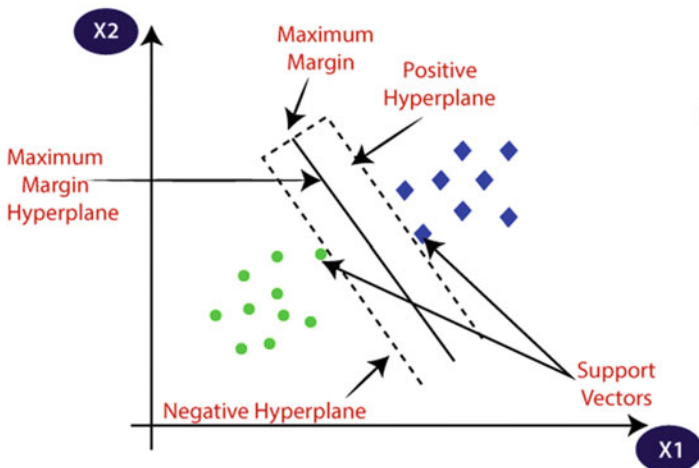 X2
Maximum
Margin
Positive
Hyperplane
Maximum
Margin
Hyperplane
Support
Vectors
Negative Hyperplane
X1